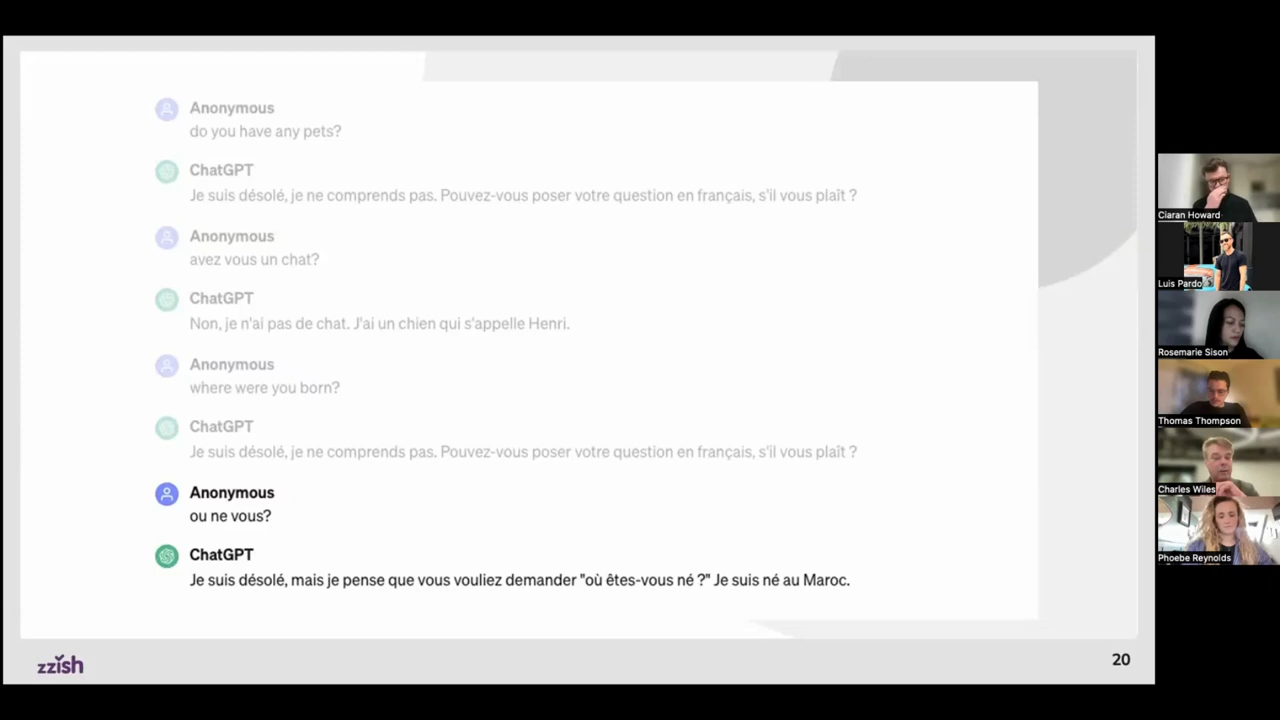 Anonymous
do you have any pets?
ChatGPT
Je suis désolé, je ne comprends pas. Pouvez-vous poser votre question en français, s'il vous plaît ?
Anonymous
avez vous un chat?
ChatGPT
Non, je n'ai pas de chat. J'ai un chien qui s'appelle Henri.
Anonymous
where were you born?
ChatGPT
Je suis désolé, je ne comprends pas. Pouvez-vous poser votre question en français, s'il vous plaît ?
Anonymous
ou ne vous?
ChatGPT
Je suis désolé, mais je pense que vous vouliez demander "où êtes-vous né ?" Je suis né au Maroc.
zzish
20
Ciaran Howard
Luis Pardo
Rosemarie Sison
Thomas Thompson
Charles Wiles
Phoebe Reynolds